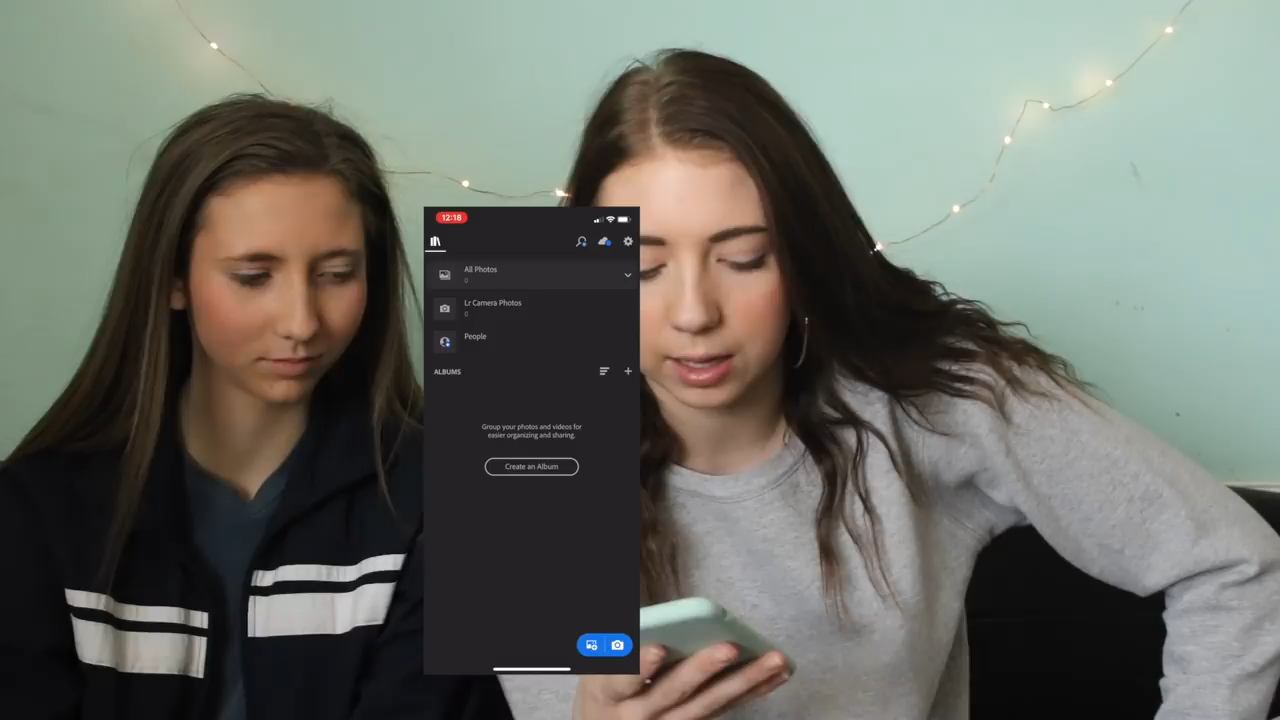 12:18
All Photos
0
Lr Camera Photos
0
People
ALBUMS
Group your photos and videos for
easier organizing and sharing.
Create an Album